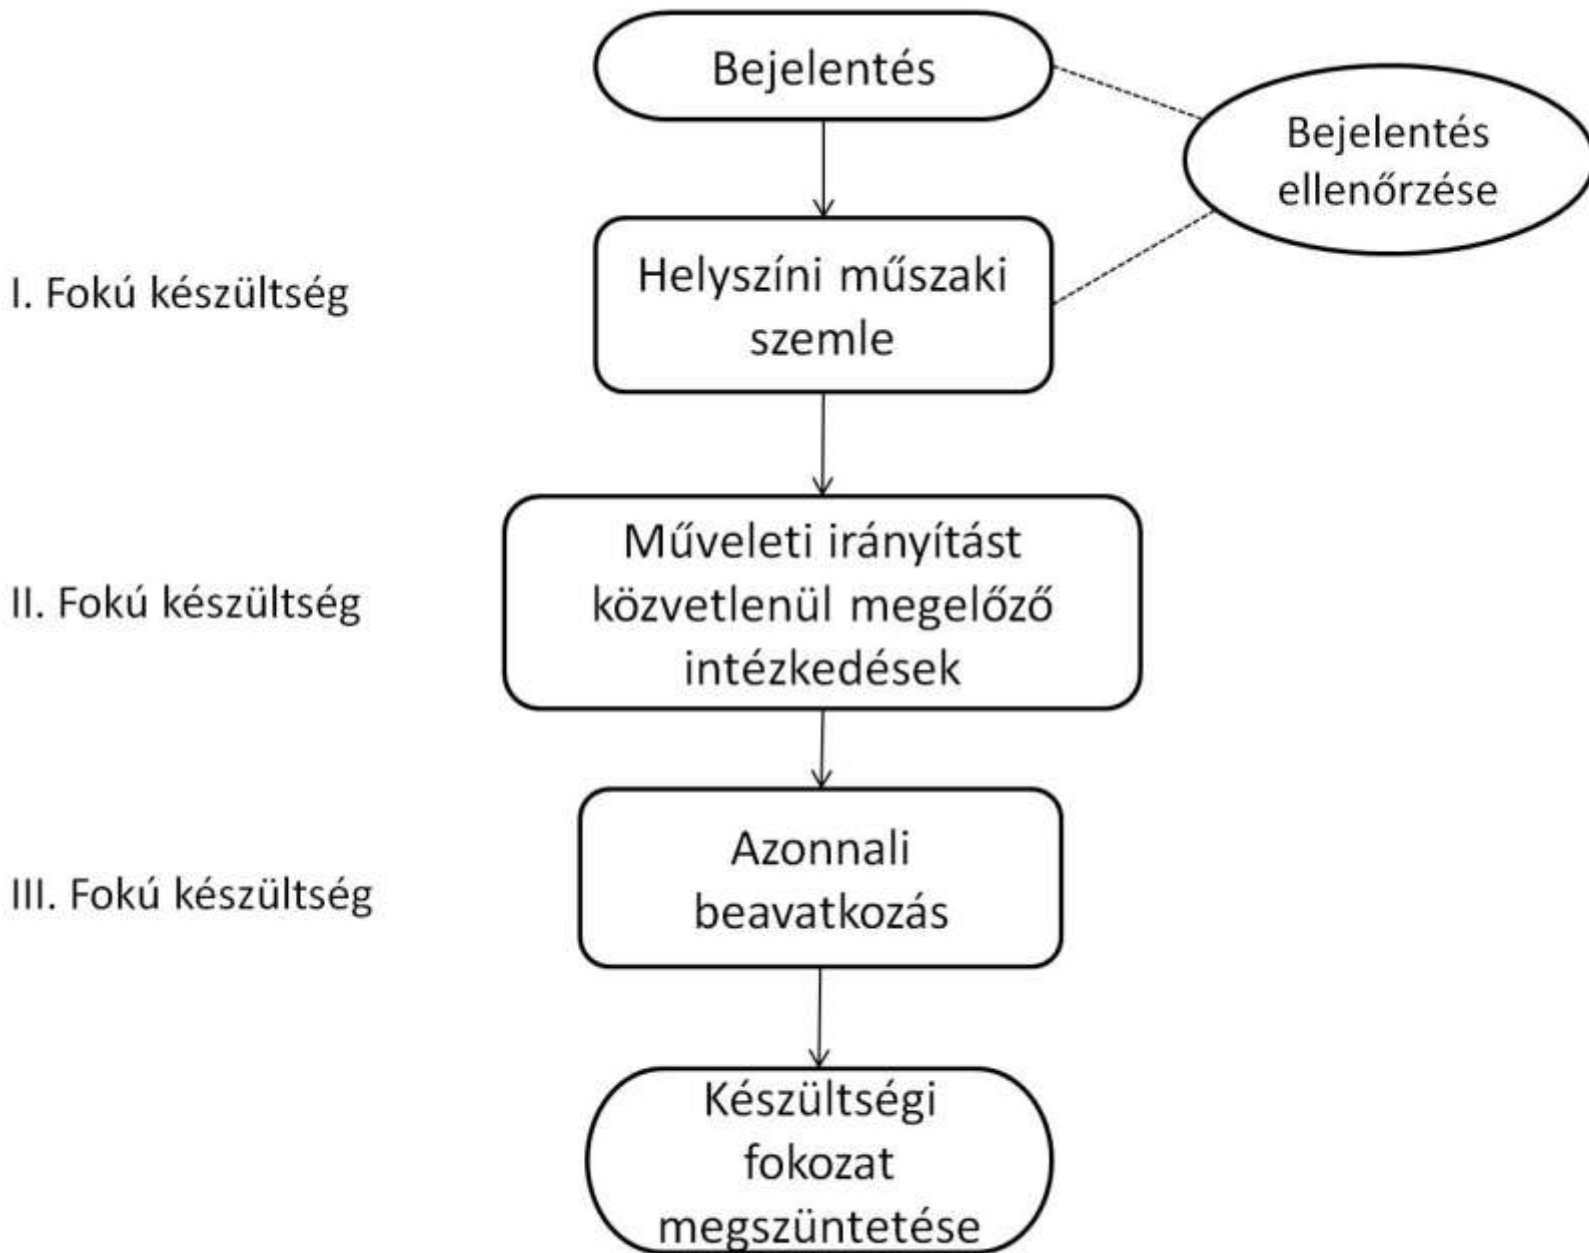 Bejelentés
Bejelentés
ellenőrzése
I. Fokú készültség
Helyszíni műszaki
szemle
II. Fokú készültség
Műveleti irányítást
közvetlenül megelőző
intézkedések
III. Fokú készültség
Azonnali
beavatkozás
Készültségi
fokozat
megszüntetése